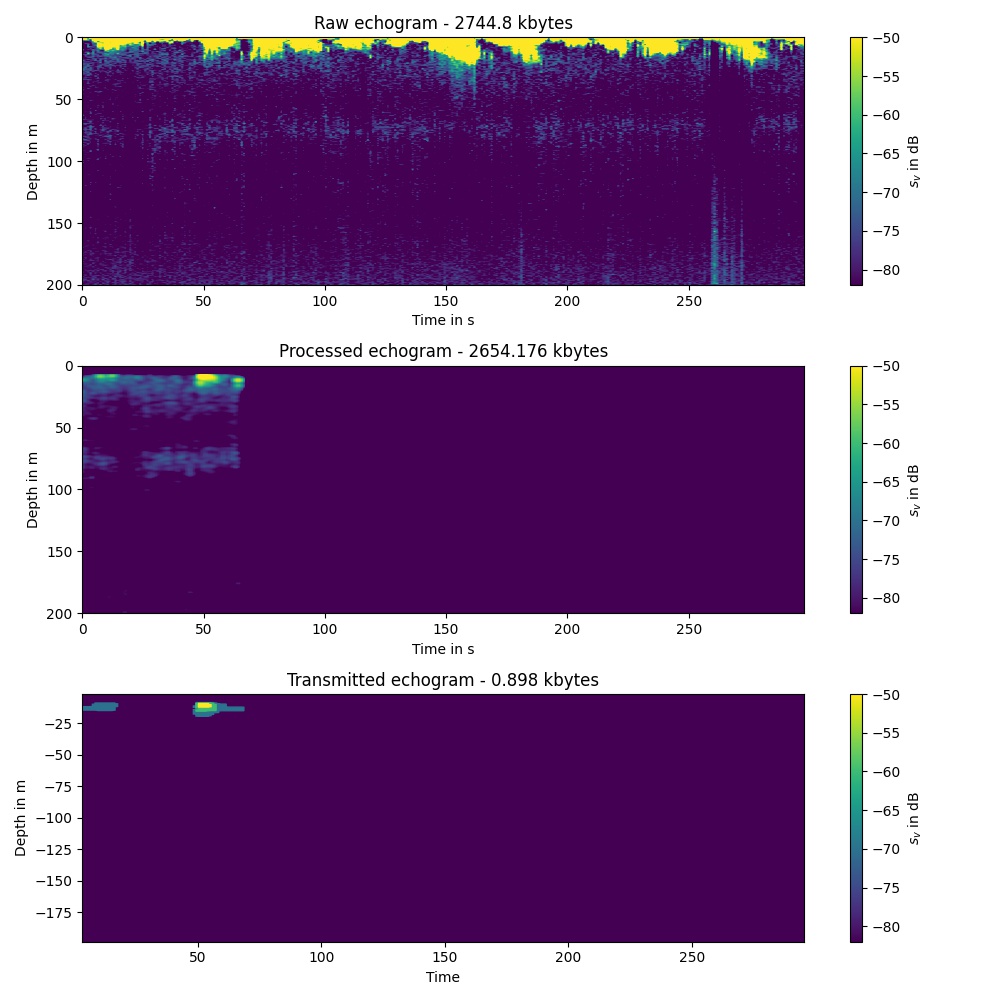 Raw echogram - 2744.8 kbytes
0
50
100
150
200
Depth in m
0 50 100 150 200 250
Time in s
−50
−55
−60
−65
−70
−75
−80
sv in dB
Processed echogram - 2654.176 kbytes
0
50
100
150
200
Depth in m
0 50 100 150 200 250
Time in s
−50
−55
−60
−65
−70
−75
−80
sv in dB
Transmitted echogram - 0.898 kbytes
−25
−50
−75
−100
−125
−150
−175
Depth in m
50 100 150 200 250
Time
−50
−55
−60
−65
−70
−75
−80
sv in dB